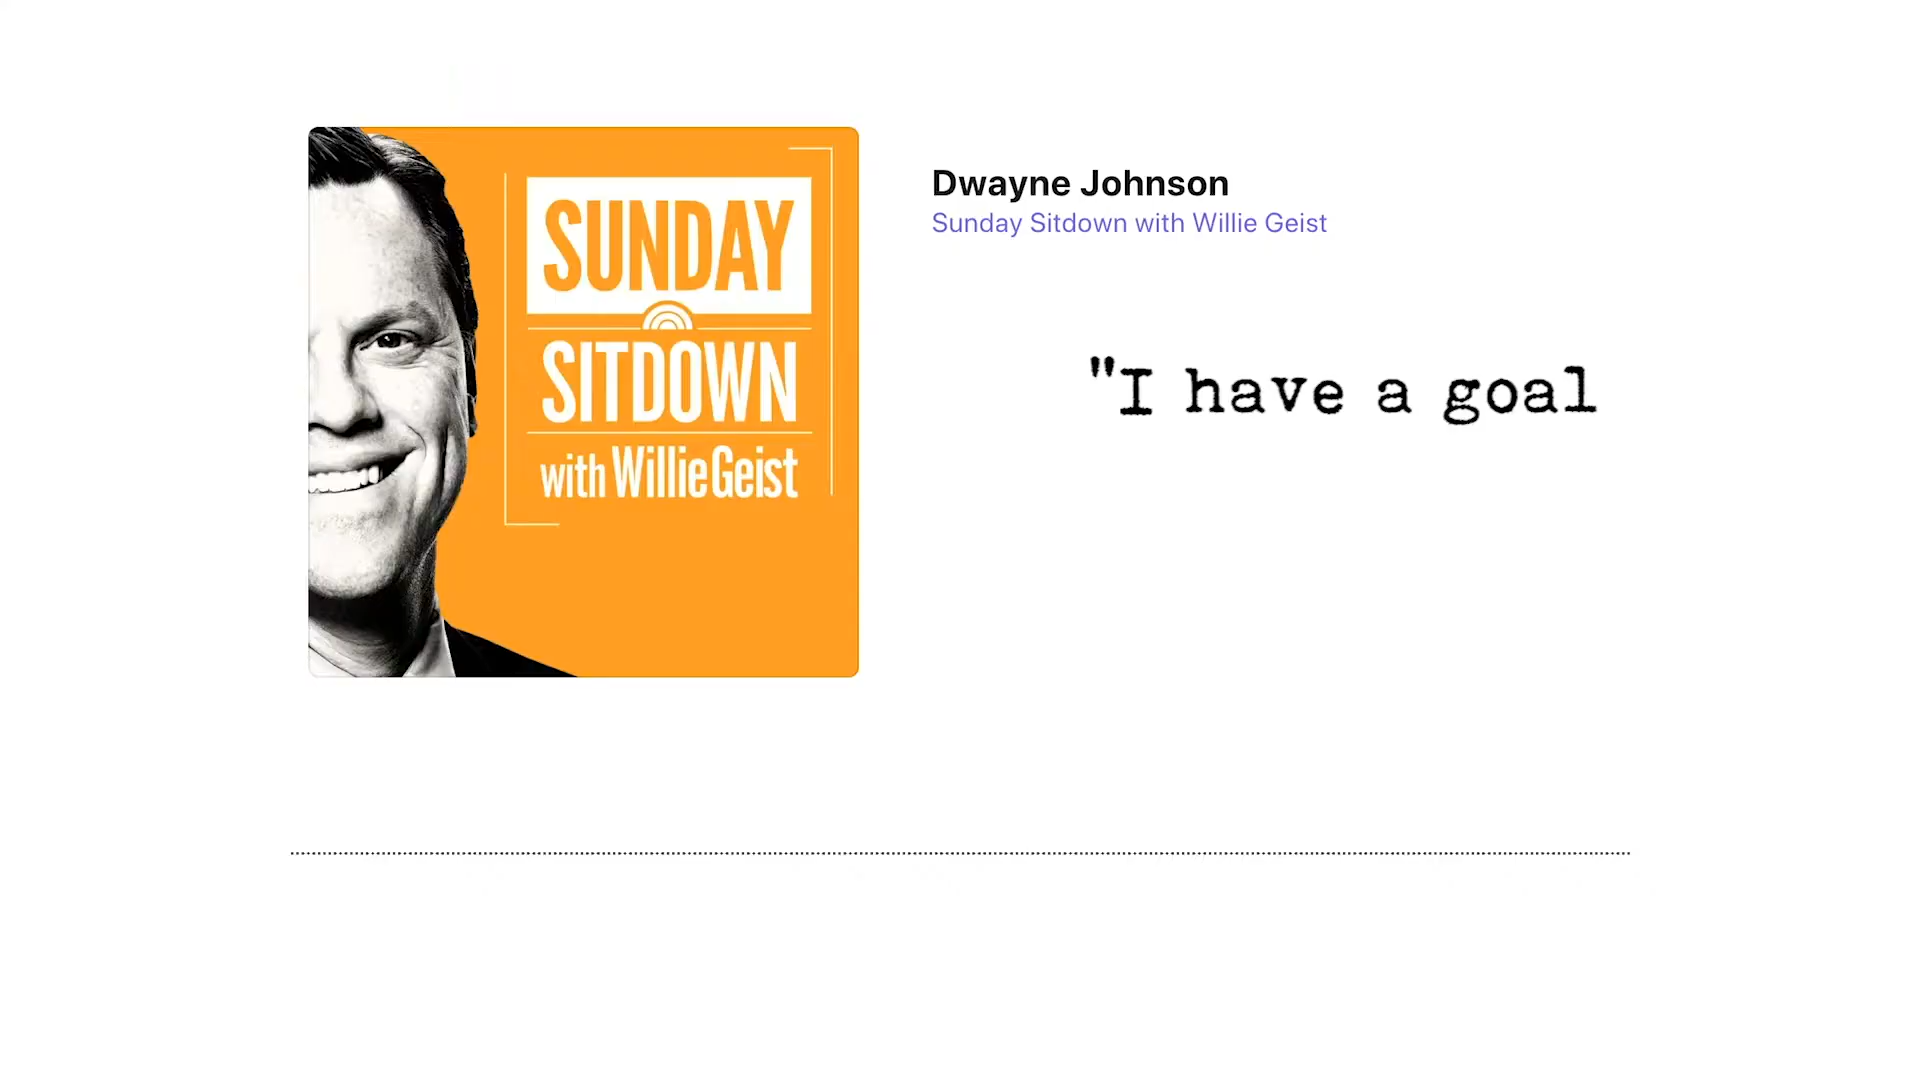 SUNDAY
SITDOWN
with Willie Geist
Dwayne Johnson
Sunday Sitdown with Willie Geist
"I have a goal